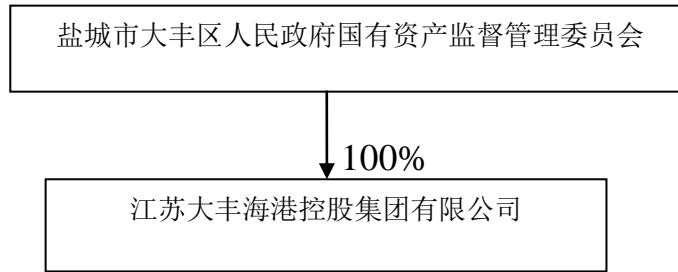 盐城市大丰区人民政府国有资产监督管理委员会
100%
江苏大丰海港控股集团有限公司